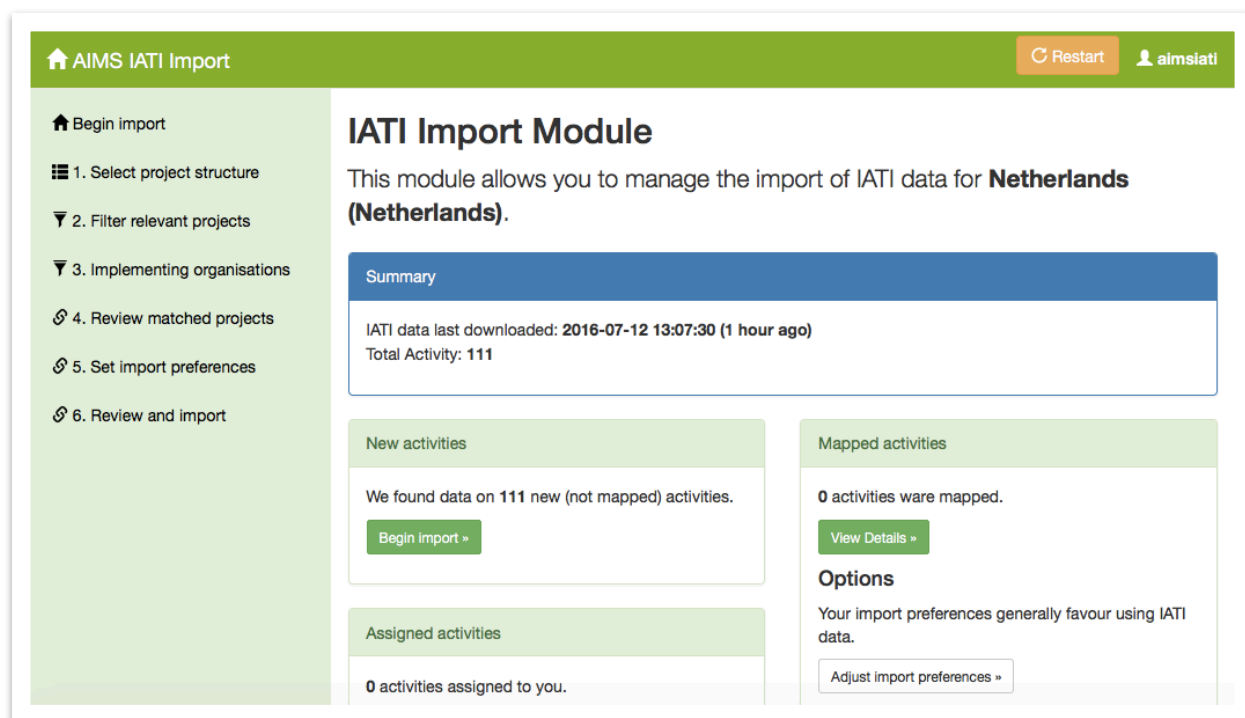 AIMS IATI Import
Restart
aimsiati
Begin import
1. Select project structure
2. Filter relevant projects
3. Implementing organisations
4. Review matched projects
5. Set import preferences
6. Review and import
IATI Import Module
This module allows you to manage the import of IATI data for Netherlands
(Netherlands).
Summary
IATI data last downloaded: 2016-07-12 13:07:30 (1 hour ago)
Total Activity: 111
New activities
We found data on 111 new (not mapped) activities.
Begin import »
Assigned activities
0 activities assigned to you.
Mapped activities
0 activities ware mapped.
View Details »
Options
Your import preferences generally favour using IATI
data.
Adjust import preferences »